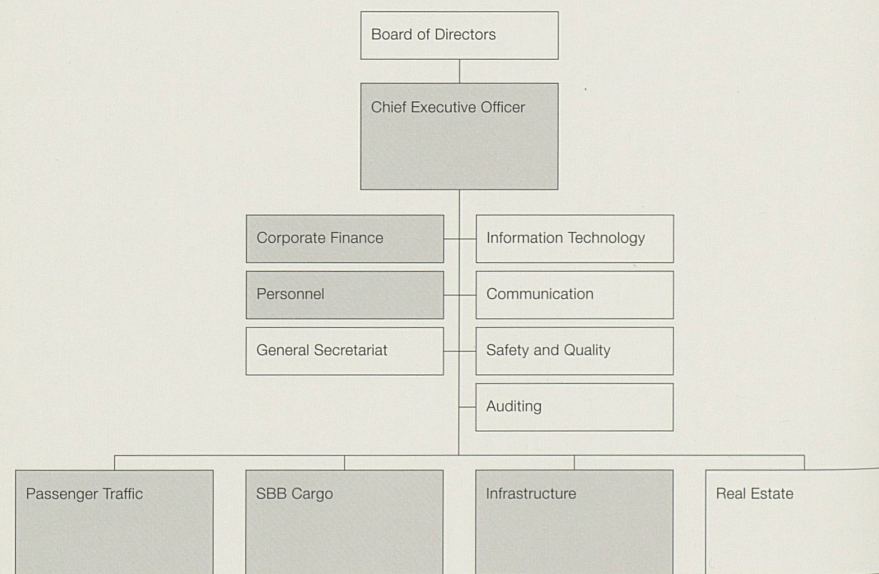 Board of Directors
Chief Executive Officer
Corporate Finance
Information Technology
Personnel
Communication
General Secretariat
Safety and Quality
Auditing
Passenger Traffic
SBB Cargo
Infrastructure
Real Estate